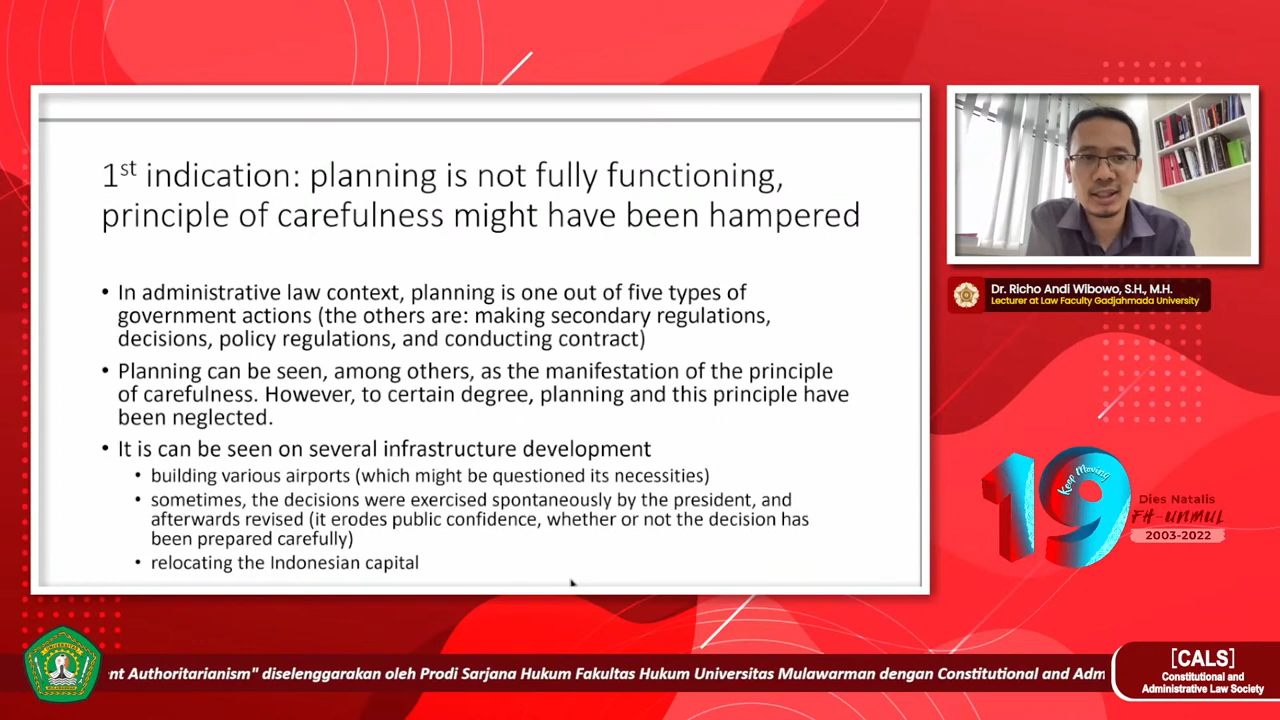 1st indication: planning is not fully functioning,
principle of carefulness might have been hampered
• In administrative law context, planning is one out of five types of
government actions (the others are: making secondary regulations,
decisions, policy regulations, and conducting contract)
• Planning can be seen, among others, as the manifestation of the principle
of carefulness. However, to certain degree, planning and this principle have
been neglected.
• It is can be seen on several infrastructure development
• building various airports (which might be questioned its necessities)
• sometimes, the decisions were exercised spontaneously by the president, and
afterwards revised (it erodes public confidence, whether or not the decision has
been prepared carefully)
• relocating the Indonesian capital
Dr. Richo Andi Wibowo, S.H., M.H.
Lecturer at Law Faculty Gadjahmada University
19
Keep Moving
Dies Natalis
FH-UNMUL
2003-2022
nt Authoritarianism" diselenggarakan oleh Prodi Sarjana Hukum Fakultas Hukum Universitas Mulawarman dengan Constitutional and Adm
[CALS]
Constitutional and
Administrative Law Society